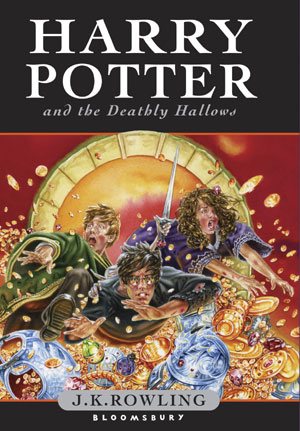 HARRY
POTTER
and the Deathly Hallows
J.K.ROWLING
BLOOMSBURY